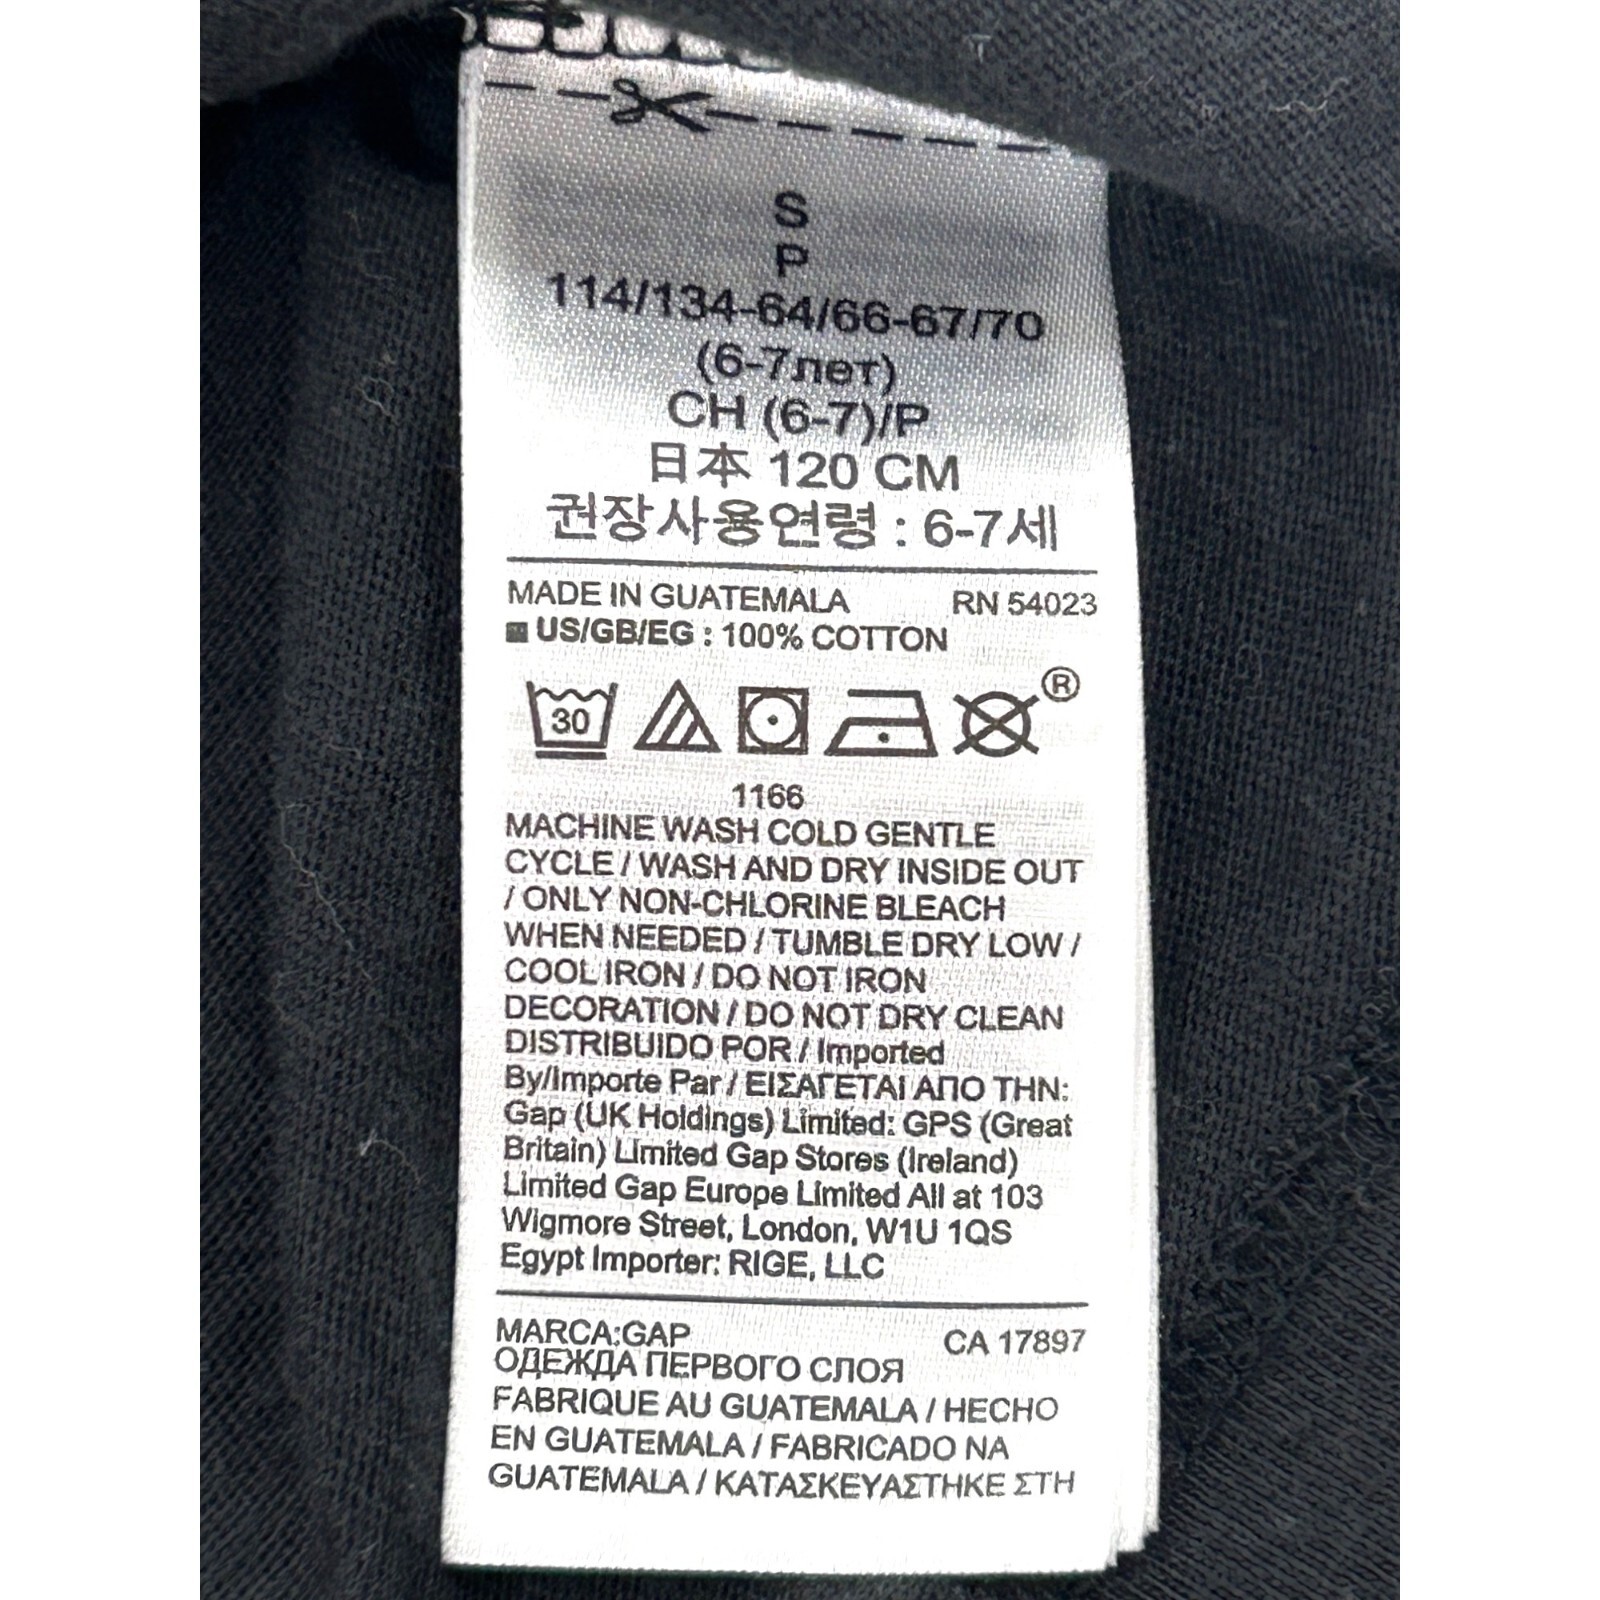 S
P
114/134-64/66-67/70
(6-7лет)
CH (6-7)/P
日本 120 CM
권장사용연령 : 6-7세
MADE IN GUATEMALA RN 54023
US/GB/EG : 100% COTTON
30
®
1166
MACHINE WASH COLD GENTLE
CYCLE / WASH AND DRY INSIDE OUT
/ ONLY NON-CHLORINE BLEACH
WHEN NEEDED / TUMBLE DRY LOW /
COOL IRON / DO NOT IRON
DECORATION / DO NOT DRY CLEAN
DISTRIBUIDO POR / Imported
By/Importe Par / ΕΙΣΑΓΕΤΑΙ ΑΠΟ ΤΗΝ:
Gap (UK Holdings) Limited: GPS (Great
Britain) Limited Gap Stores (Ireland)
Limited Gap Europe Limited All at 103
Wigmore Street, London, W1U 1QS
Egypt Importer: RIGE, LLC
MARCA:GAP CA 17897
ОДЕЖДА ПЕРВОГО СЛОЯ
FABRIQUE AU GUATEMALA / HECHO
EN GUATEMALA / FABRICADO NA
GUATEMALA / ΚΑΤΑΣΚΕΥΑΣΤΗΚΕ ΣΤΗ